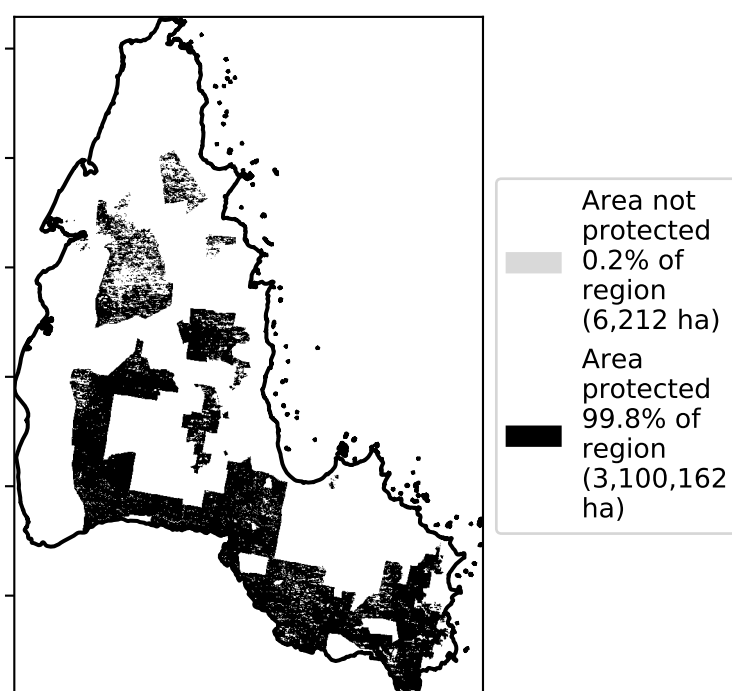 Area not
protected
0.2% of
region
(6,212 ha)
Area
protected
99.8% of
region
(3,100,162
ha)